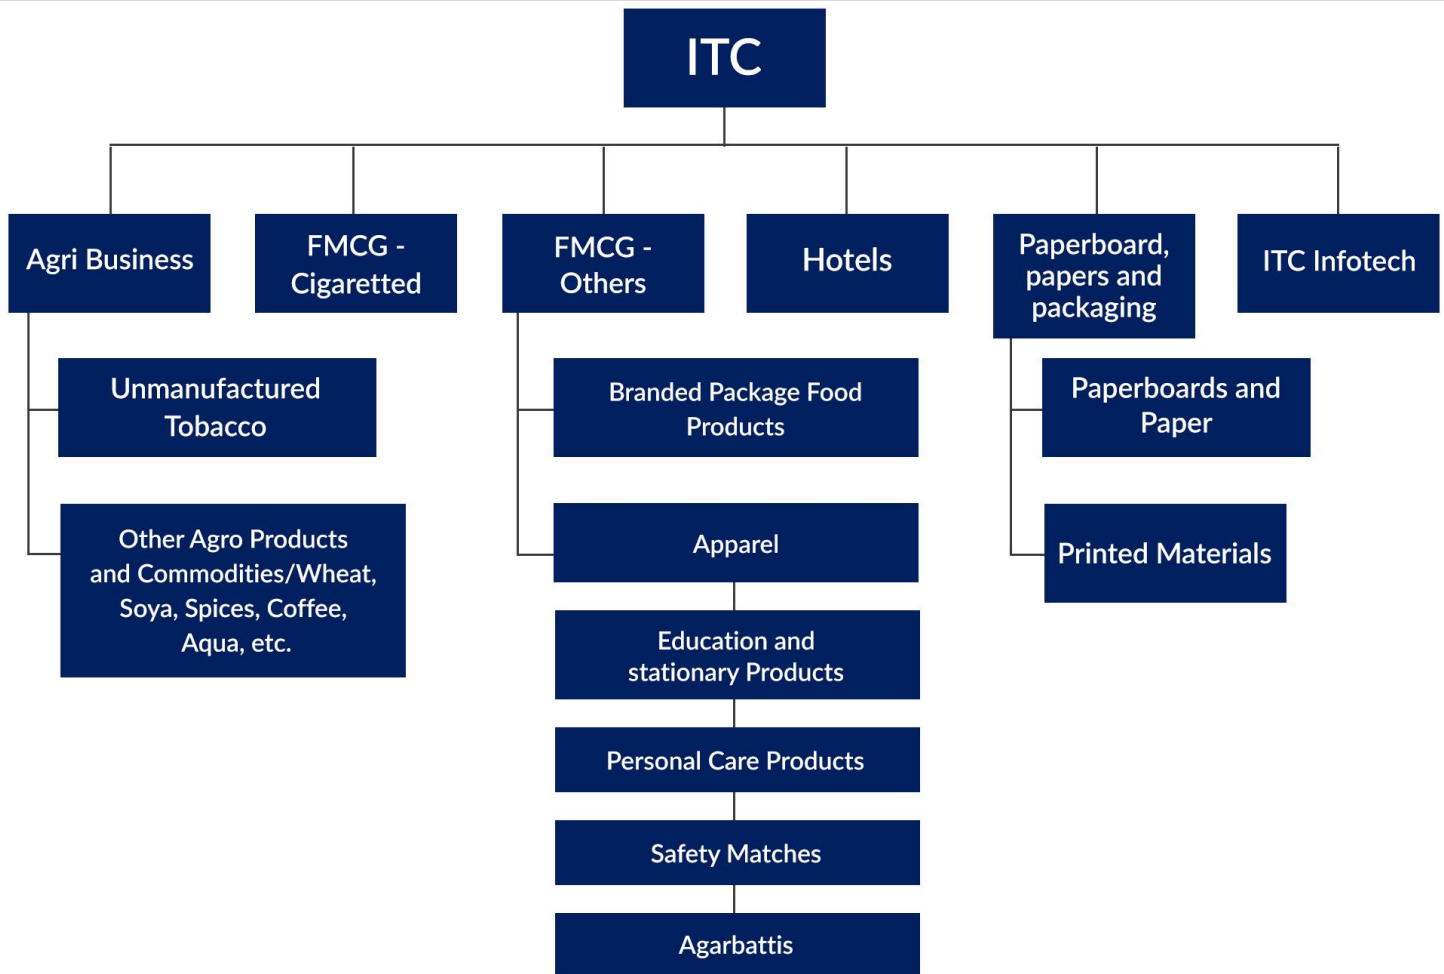 ITC
Agri Business
FMCG -
Cigaretted
FMCG -
Others
Hotels
Paperboard,
papers and
packaging
ITC Infotech
Unmanufactured
Tobacco
Other Agro Products
and Commodities/Wheat,
Soya, Spices, Coffee,
Aqua, etc.
Branded Package Food
Products
Apparel
Education and
stationary Products
Personal Care Products
Safety Matches
Agarbattis
Paperboards and
Paper
Printed Materials